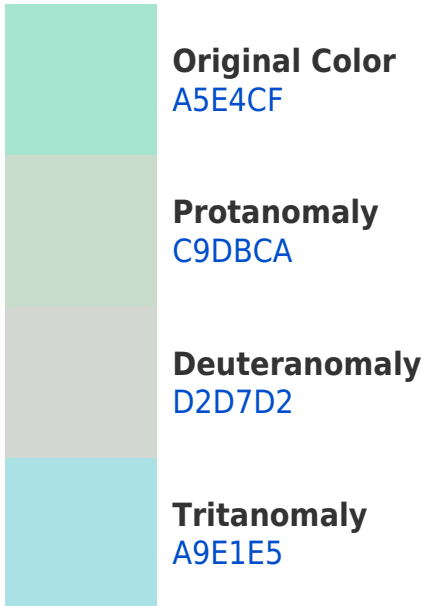 Original Color
A5E4CF
Protanomaly
C9DBCA
Deuteranomaly
D2D7D2
Tritanomaly
A9E1E5